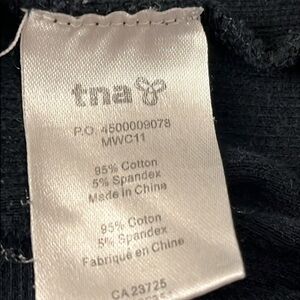 tna
P.O. 4500009078
MWC11
95% Cotton
5% Spandex
Made in China
95% Coton
5% Spandex
Fabriqué en Chine
CA 23725